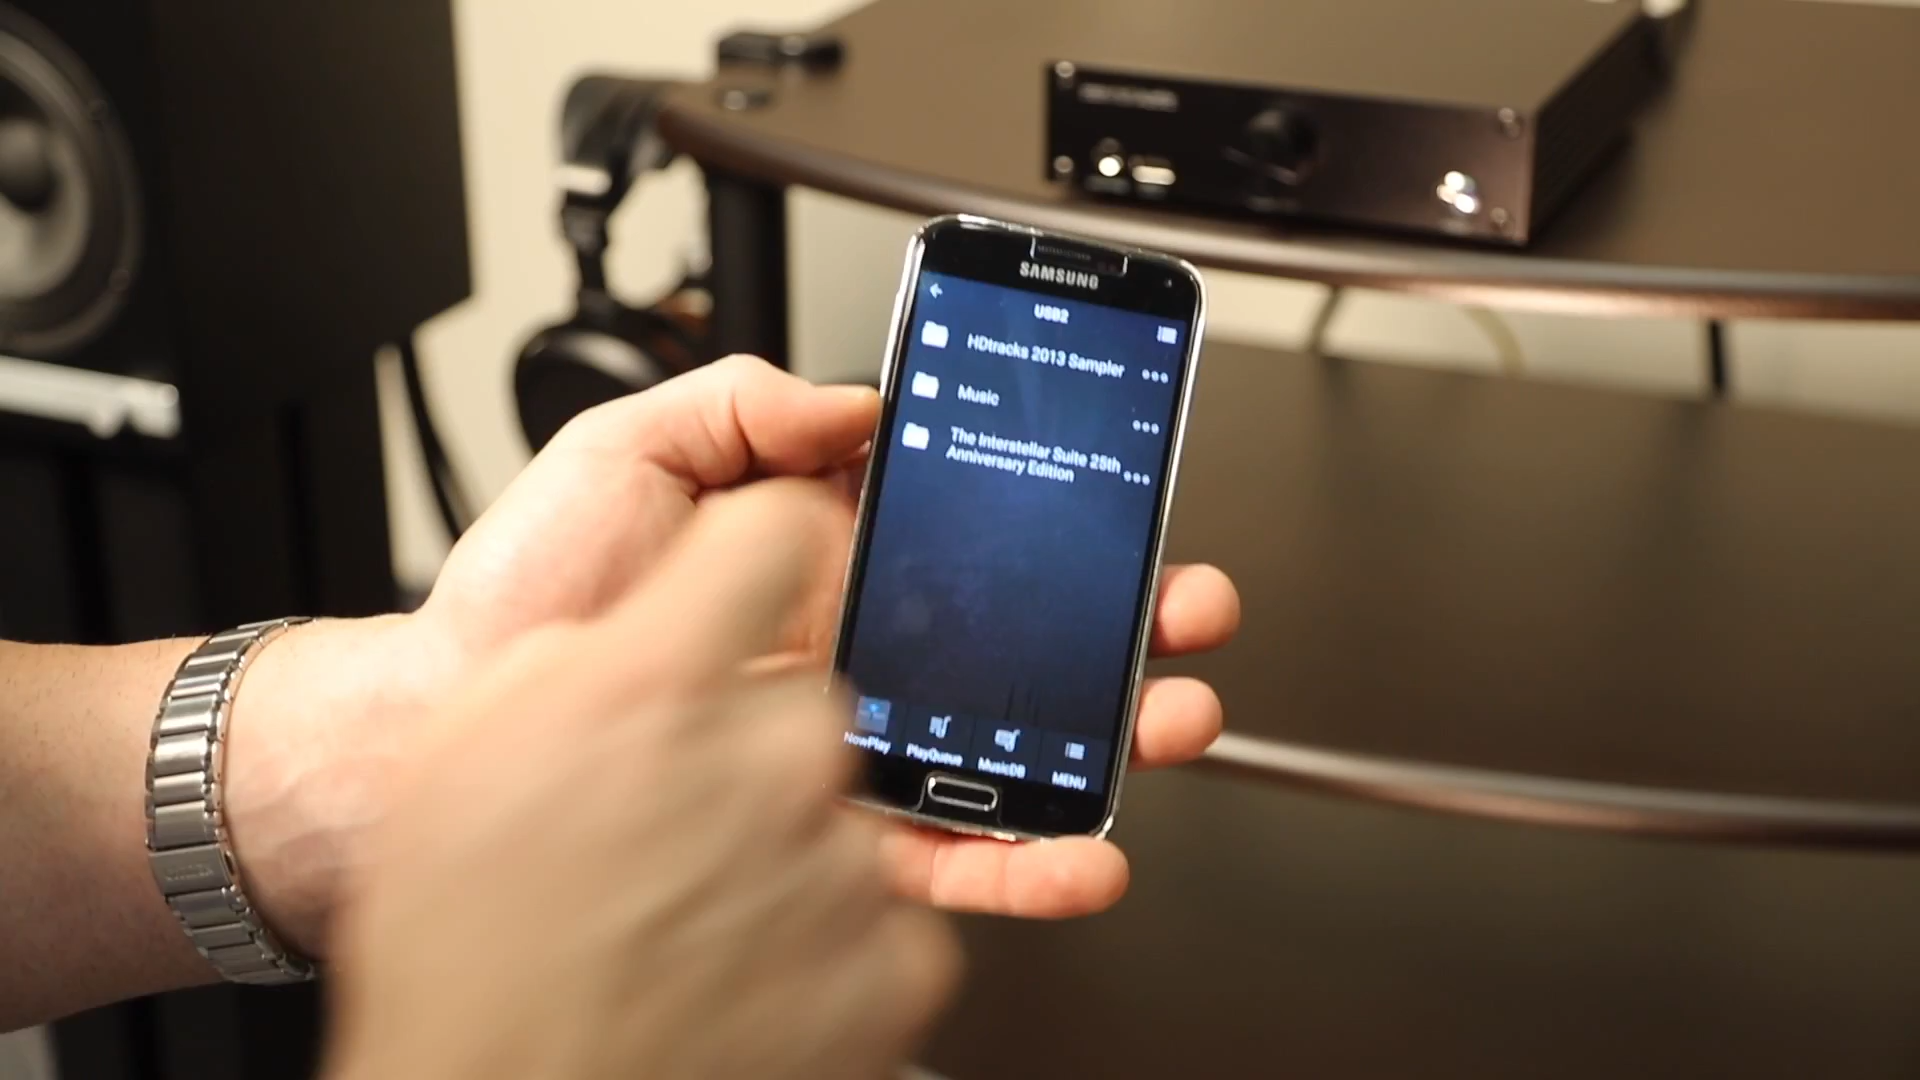 SAMSUNG
USB2
HDtracks 2013 Sampler
Music
The Interstellar Suite 25th
Anniversary Edition
NowPlay
PlayQueue
MusicDB
MENU